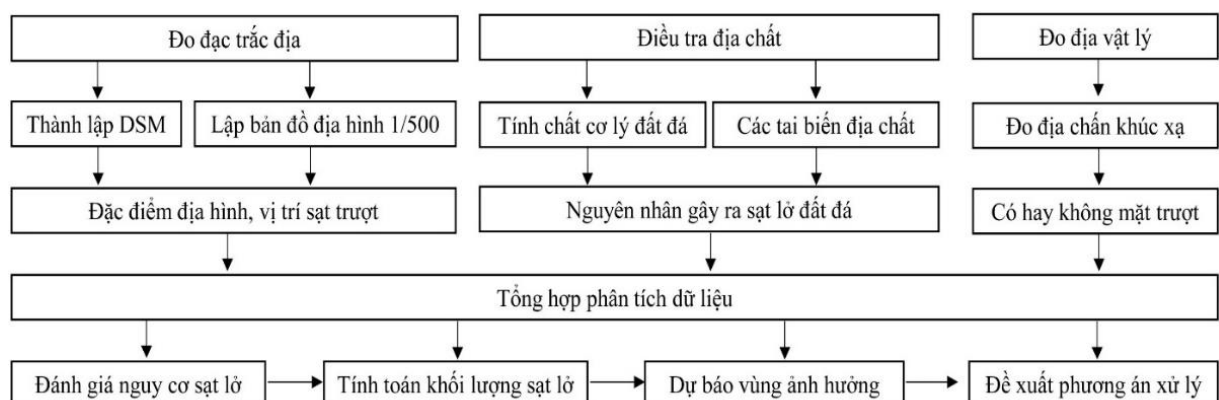 Đo đạc trắc địa
Điều tra địa chất
Đo địa vật lý
Thành lập DSM
Lập bản đồ địa hình 1/500
Tính chất cơ lý đất đá
Các tai biến địa chất
Đo địa chấn khúc xạ
Đặc điểm địa hình, vị trí sạt trượt
Nguyên nhân gây ra sạt lở đất đá
Có hay không mặt trượt
Tổng hợp phân tích dữ liệu
Đánh giá nguy cơ sạt lở
Tính toán khối lượng sạt lở
Dự báo vùng ảnh hưởng
Đề xuất phương án xử lý